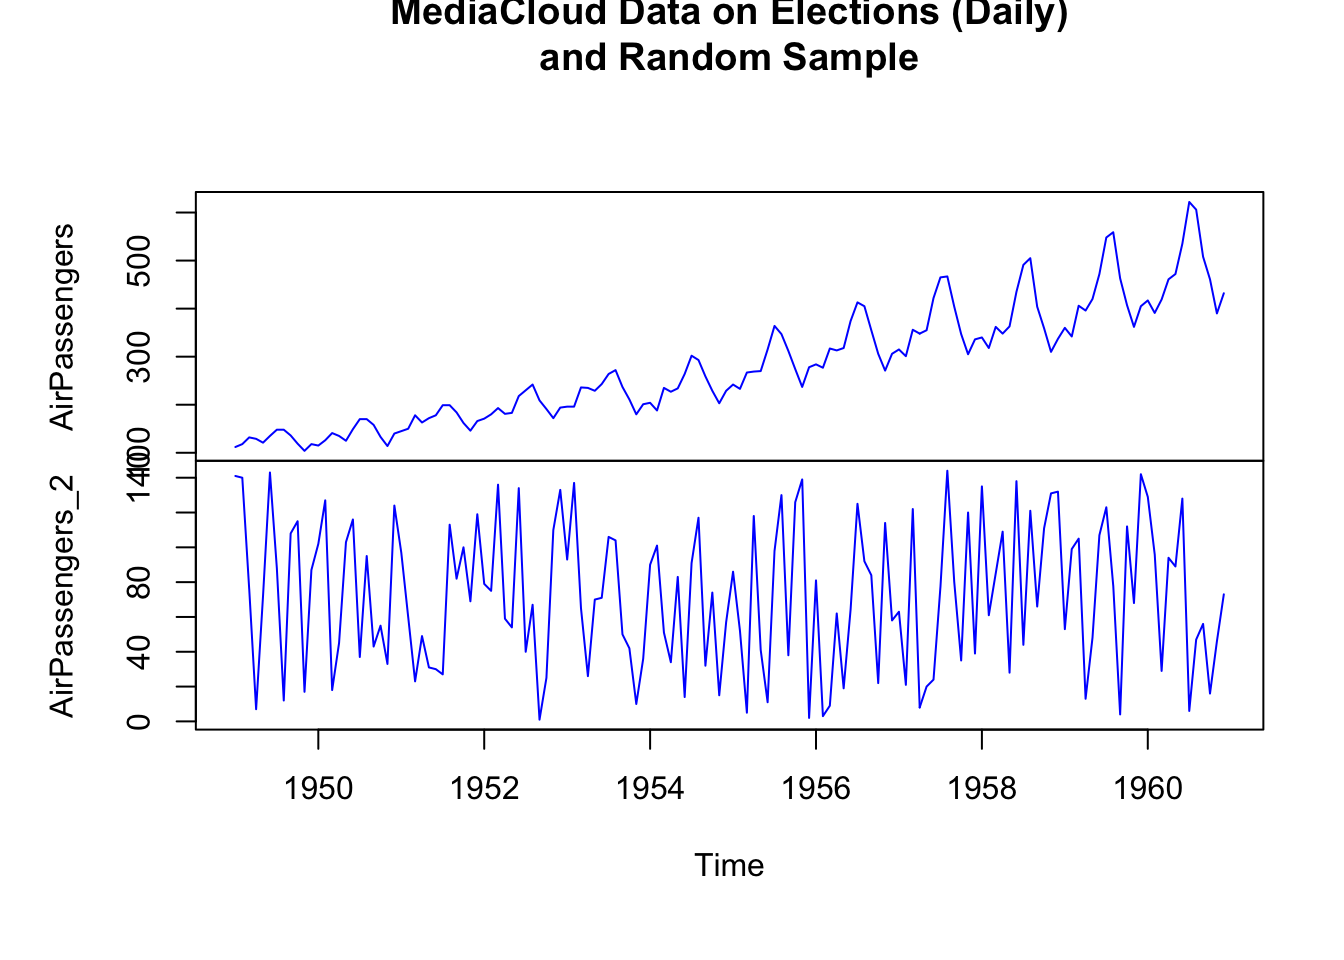 MediaCloud Data on Elections (Daily)
and Random Sample
AirPassengers
500
300
100
AirPassengers_2
140
80
40
0
1950 1952 1954 1956 1958 1960
Time